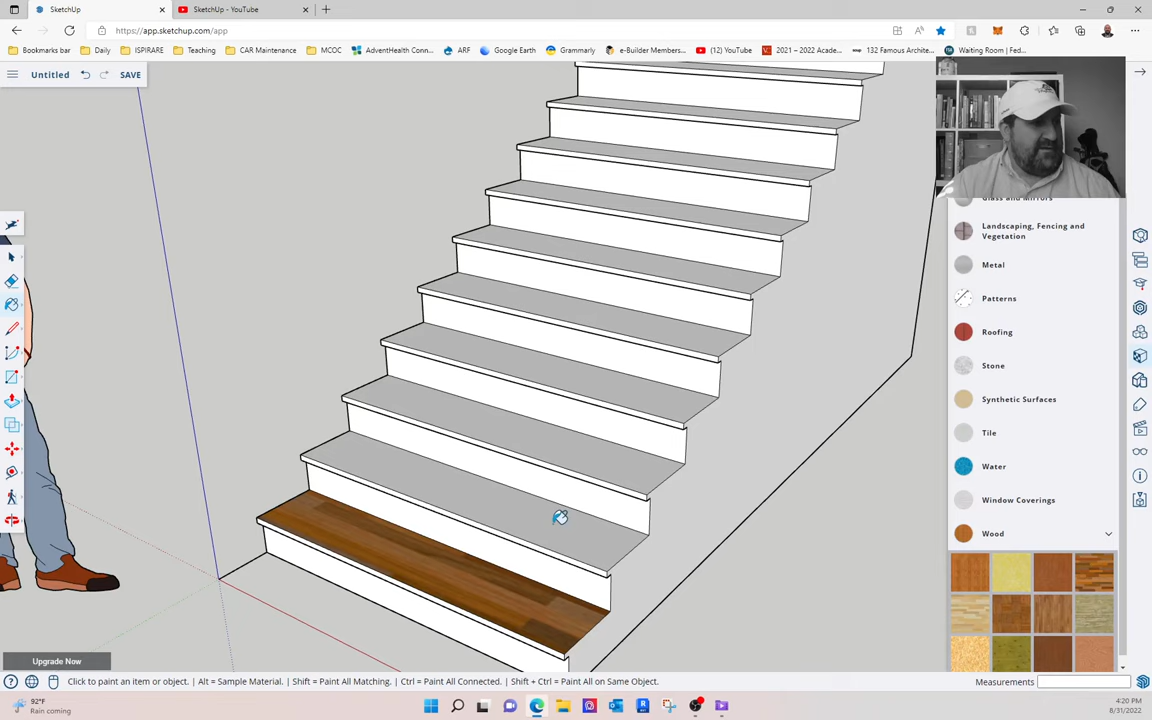 SketchUp
SketchUp - YouTube
https://app.sketchup.com/app
Bookmarks bar
Daily
ISPIRARE
Teaching
CAR Maintenance
MCOC
AdventHealth Conn...
ARF
Google Earth
Grammarly
e-Builder Members...
(12) YouTube
2021 – 2022 Acade...
132 Famous Archite...
Waiting Room | Fed...
Untitled
SAVE
Glass and Mirrors
Landscaping, Fencing and
Vegetation
Metal
Patterns
Roofing
Stone
Synthetic Surfaces
Tile
Water
Window Coverings
Wood
Upgrade Now
Click to paint an item or object. | Alt = Sample Material. | Shift = Paint All Matching. | Ctrl = Paint All Connected. | Shift + Ctrl = Paint All on Same Object.
Measurements
92°F
Rain coming
4:20 PM
8/31/2022